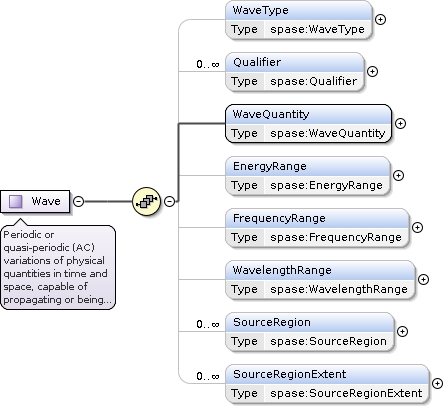 WaveType
Type spase:WaveType
0..∞
Qualifier
Type spase:Qualifier
WaveQuantity
Type spase:WaveQuantity
EnergyRange
Type spase:EnergyRange
Wave
FrequencyRange
Type spase:FrequencyRange
Periodic or
quasi-periodic (AC)
variations of physical
quantities in time and
space, capable of
propagating or being...
WavelengthRange
Type spase:WavelengthRange
0..∞
SourceRegion
Type spase:SourceRegion
0..∞
SourceRegionExtent
Type spase:SourceRegionExtent